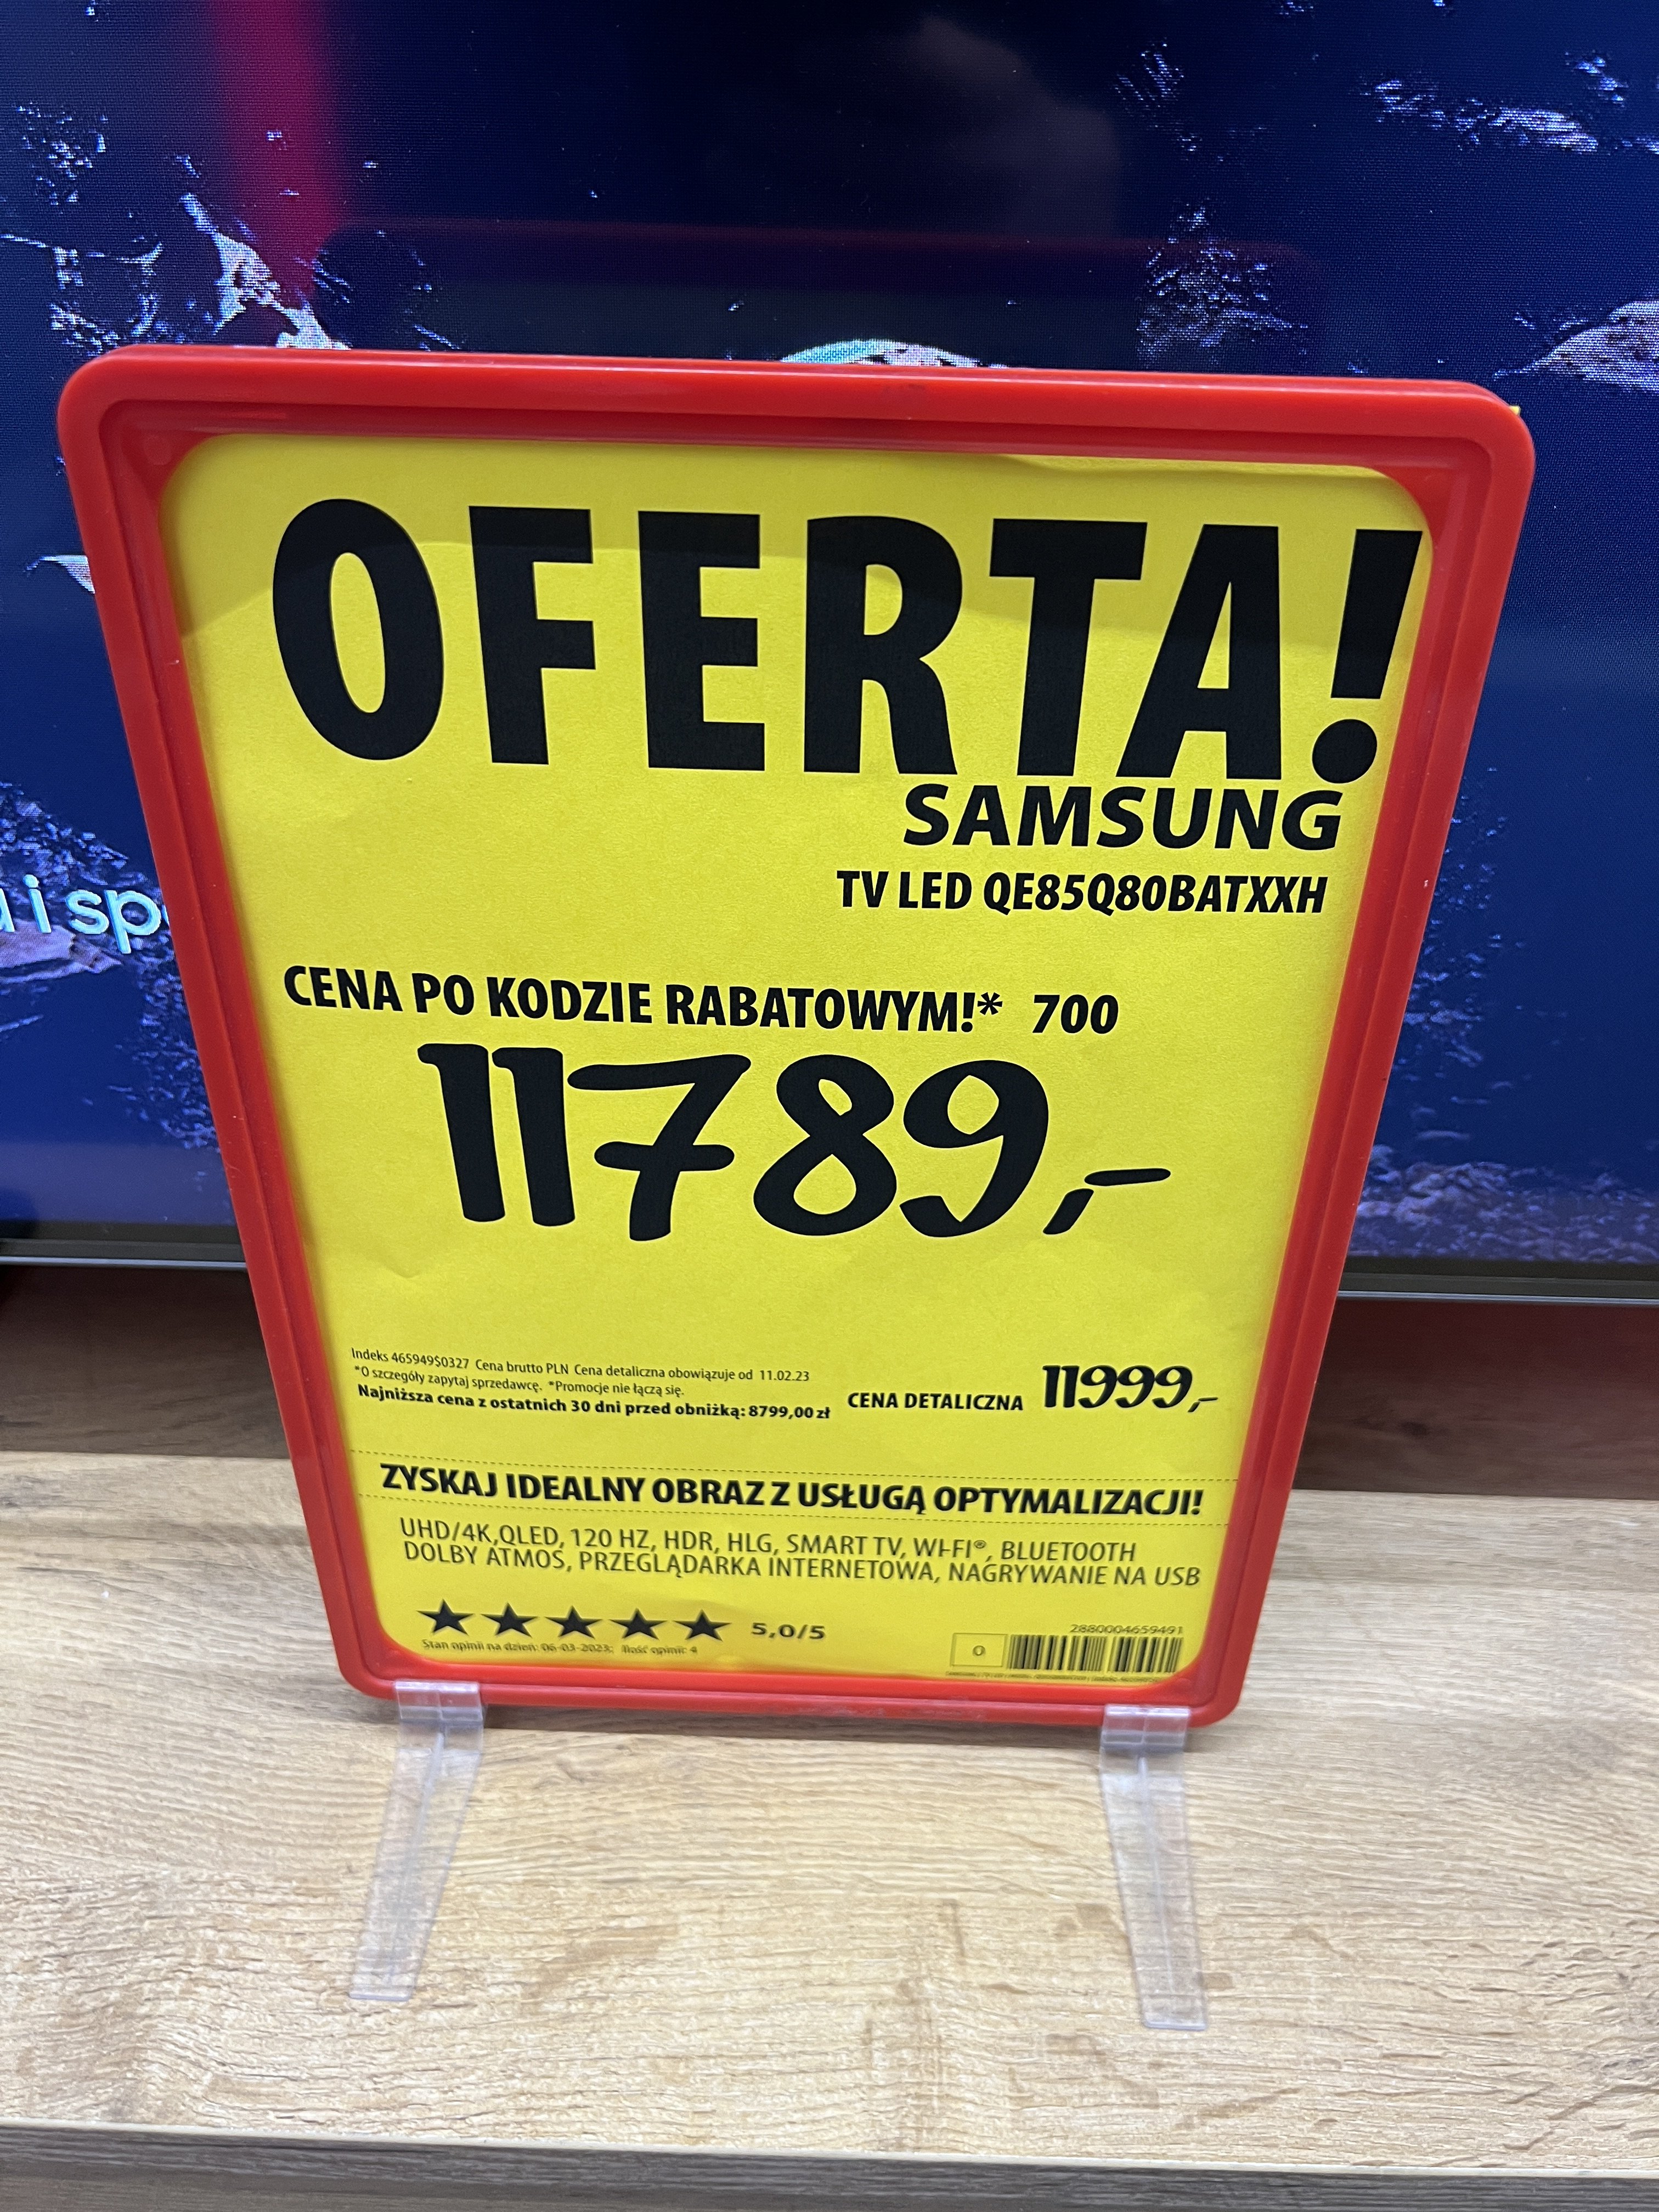 OFERTA!
SAMSUNG
TV LED QE85Q80BATXXH
i sp
CENA PO KODZIE RABATOWYM!* 700
11789,-
Indeks 465949$0327 Cena brutto PLN Cena detaliczna obowiązuje od 11.02.23
*O szczegóły zapytaj sprzedawcę. *Promocje nie łączą się.
Najniższa cena z ostatnich 30 dni przed obniżką: 8799,00 zł
CENA DETALICZNA 11999,-
ZYSKAJ IDEALNY OBRAZ Z USŁUGĄ OPTYMALIZACJI!
UHD/4K,QLED, 120 HZ, HDR, HLG, SMART TV, WI-FI®, BLUETOOTH
DOLBY ATMOS, PRZEGLĄDARKA INTERNETOWA, NAGRYWANIE NA USB
5,0/5
Stan opinii na dzień: 06-03-2023; Ilość opinii: 4
2880004659491
0